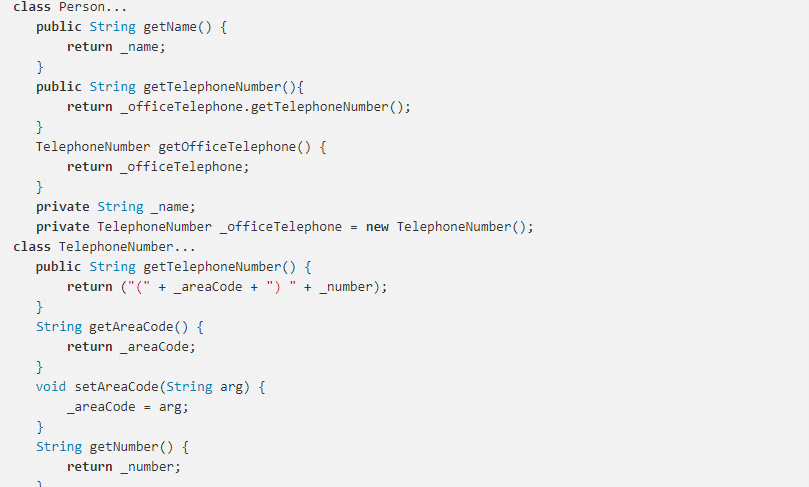 class Person...
public String getName() {
return _name;
}
public String getTelephoneNumber(){
return _officeTelephone.getTelephoneNumber();
}
TelephoneNumber getOfficeTelephone() {
return _officeTelephone;
}
private String _name;
private TelephoneNumber _officeTelephone = new TelephoneNumber();
class TelephoneNumber...
public String getTelephoneNumber() {
return ("(" + _areaCode + ") " + _number);
}
String getAreaCode() {
return _areaCode;
}
void setAreaCode(String arg) {
_areaCode = arg;
}
String getNumber() {
return _number;
}